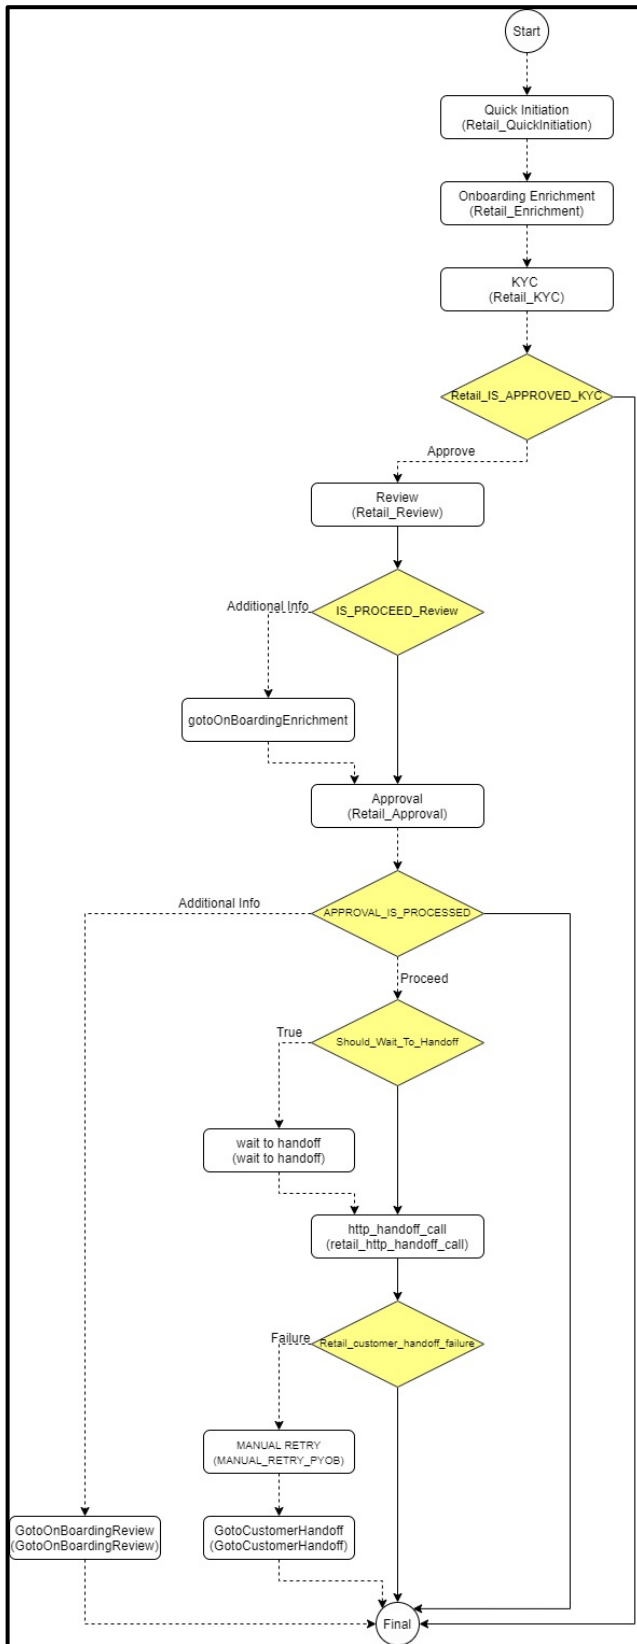 Start
Quick Initiation
(Retail_QuickInitiation)
Onboarding Enrichment
(Retail_Enrichment)
KYC
(Retail_KYC)
Retail_IS_APPROVED_KYC
Approve
Review
(Retail_Review)
Additional Info
IS_PROCEED_Review
gotoOnBoardingEnrichment
Approval
(Retail_Approval)
Additional Info
APPROVAL_IS_PROCESSED
Proceed
True
Should_Wait_To_Handoff
wait to handoff
(wait to handoff)
http_handoff_call
(retail_http_handoff_call)
Failure
Retail_customer_handoff_failure
MANUAL RETRY
(MANUAL_RETRY_PYOB)
GotoOnBoardingReview
(GotoOnBoardingReview)
GotoCustomerHandoff
(GotoCustomerHandoff)
Final